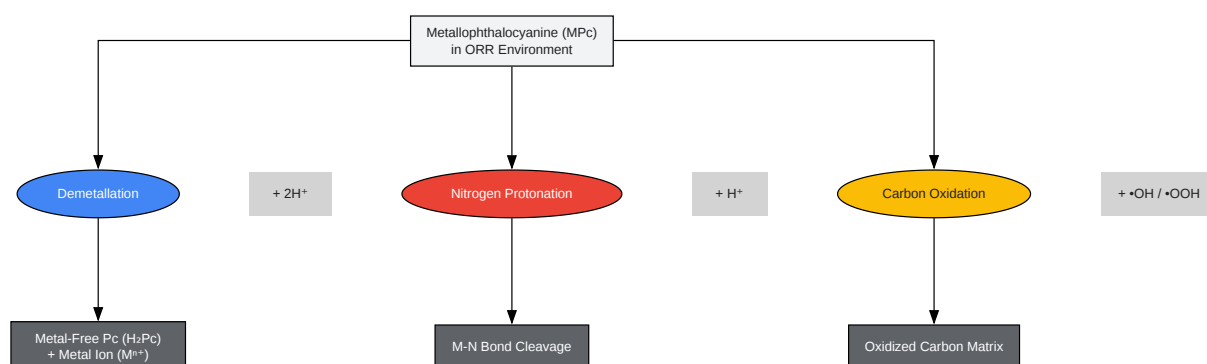 Metallophthalocyanine (MPc)
in ORR Environment
Demetallation
+ 2H⁺
Nitrogen Protonation
+ H⁺
Carbon Oxidation
+ •OH / •OOH
Metal-Free Pc (H₂Pc)
+ Metal Ion (Mⁿ⁺)
M-N Bond Cleavage
Oxidized Carbon Matrix